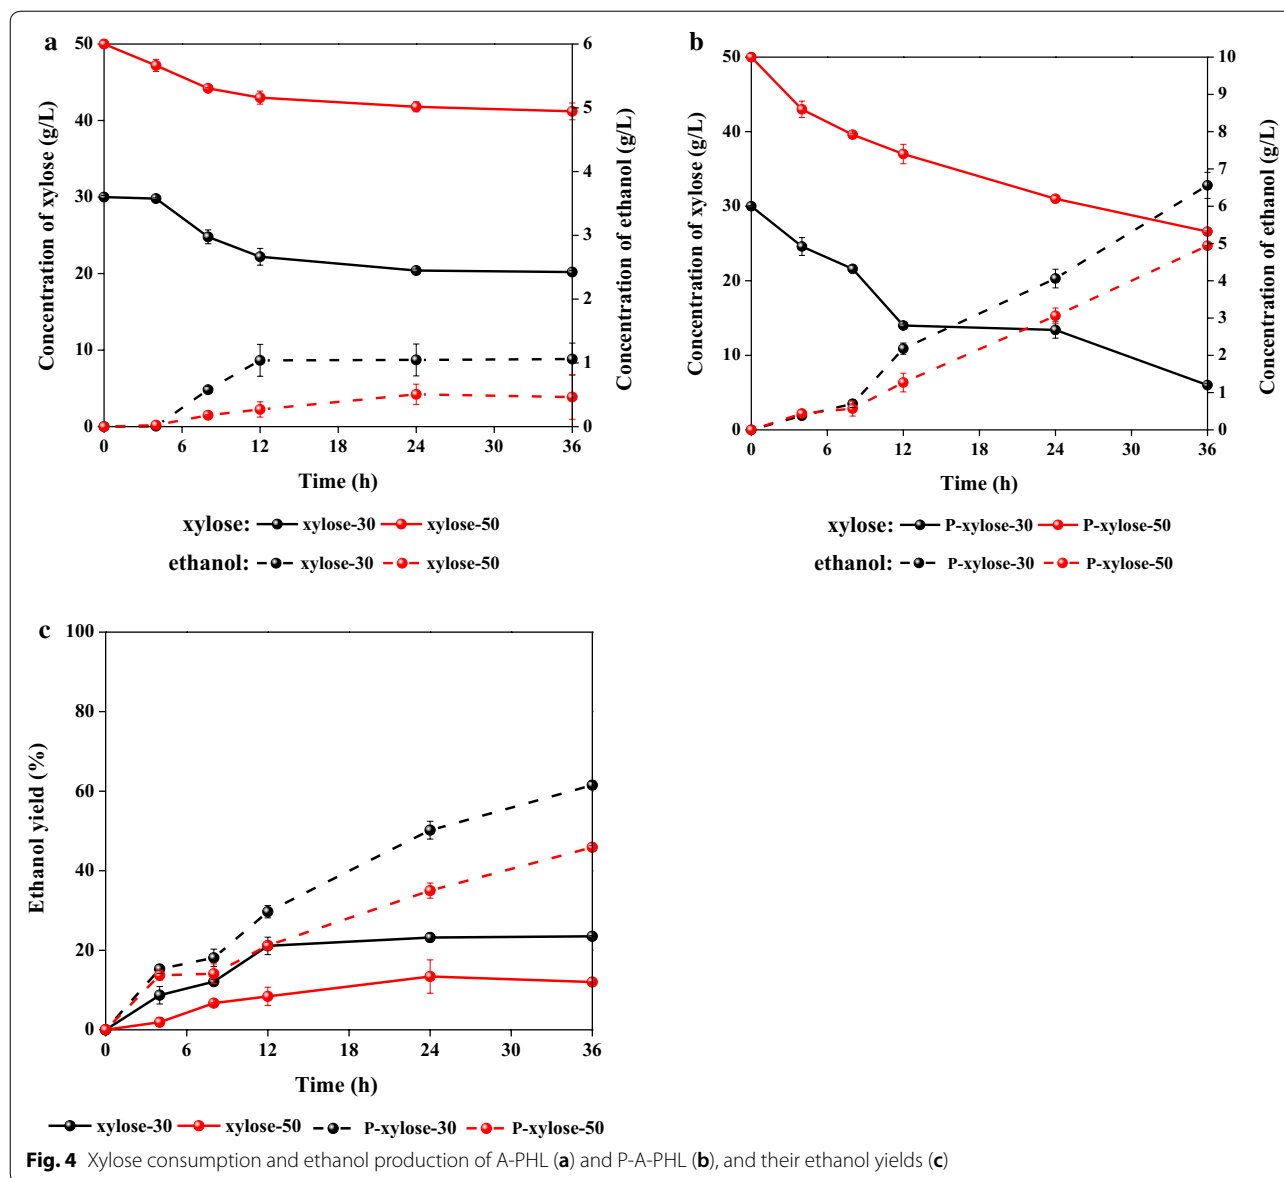 a
50
40
30
20
10
0
Concentration of xylose (g/L)
6
5
4
3
2
1
0
Concentration of ethanol (g/L)
0 6 12 18 24 30 36
Time (h)
xylose: xylose-30 xylose-50
ethanol: xylose-30 xylose-50
b
50
40
30
20
10
0
Concentration of xylose (g/L)
10
9
8
7
6
5
4
3
2
1
0
Concentration of ethanol (g/L)
0 6 12 18 24 30 36
Time (h)
xylose: P-xylose-30 P-xylose-50
ethanol: P-xylose-30 P-xylose-50
c
100
80
60
40
20
0
Ethanol yield (%)
0 6 12 18 24 30 36
Time (h)
xylose-30 xylose-50 P-xylose-30 P-xylose-50
Fig. 4 Xylose consumption and ethanol production of A-PHL (a) and P-A-PHL (b), and their ethanol yields (c)